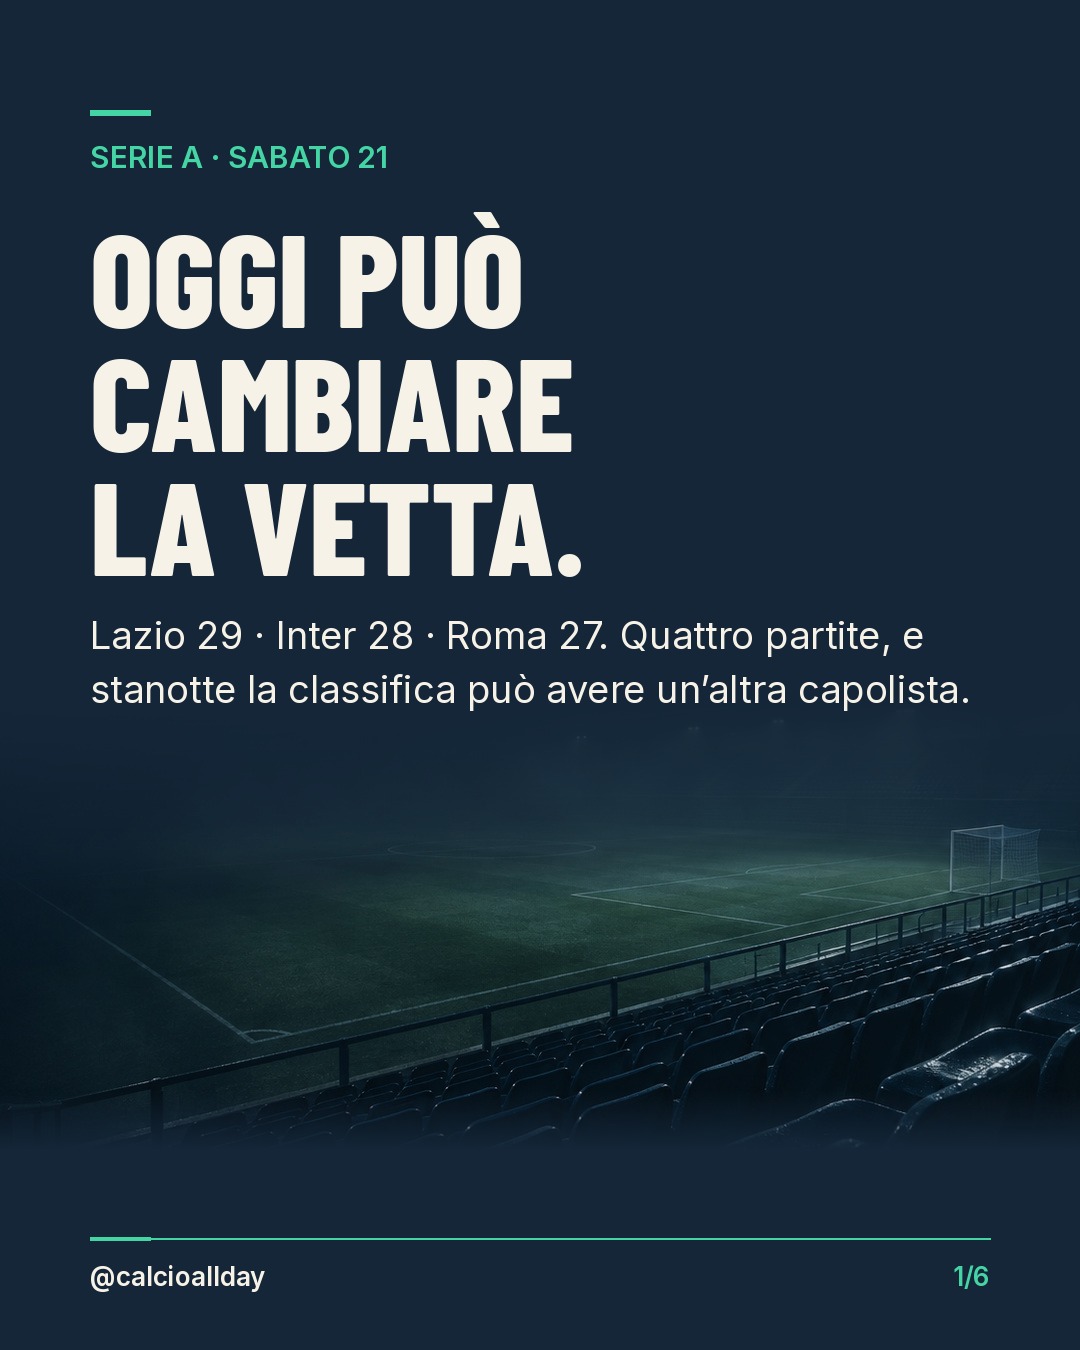 SERIE A · SABATO 21
OGGI PUÒ
CAMBIARE
LA VETTA.
Lazio 29 · Inter 28 · Roma 27. Quattro partite, e
stanotte la classifica può avere un’altra capolista.
@calcioallday
1/6